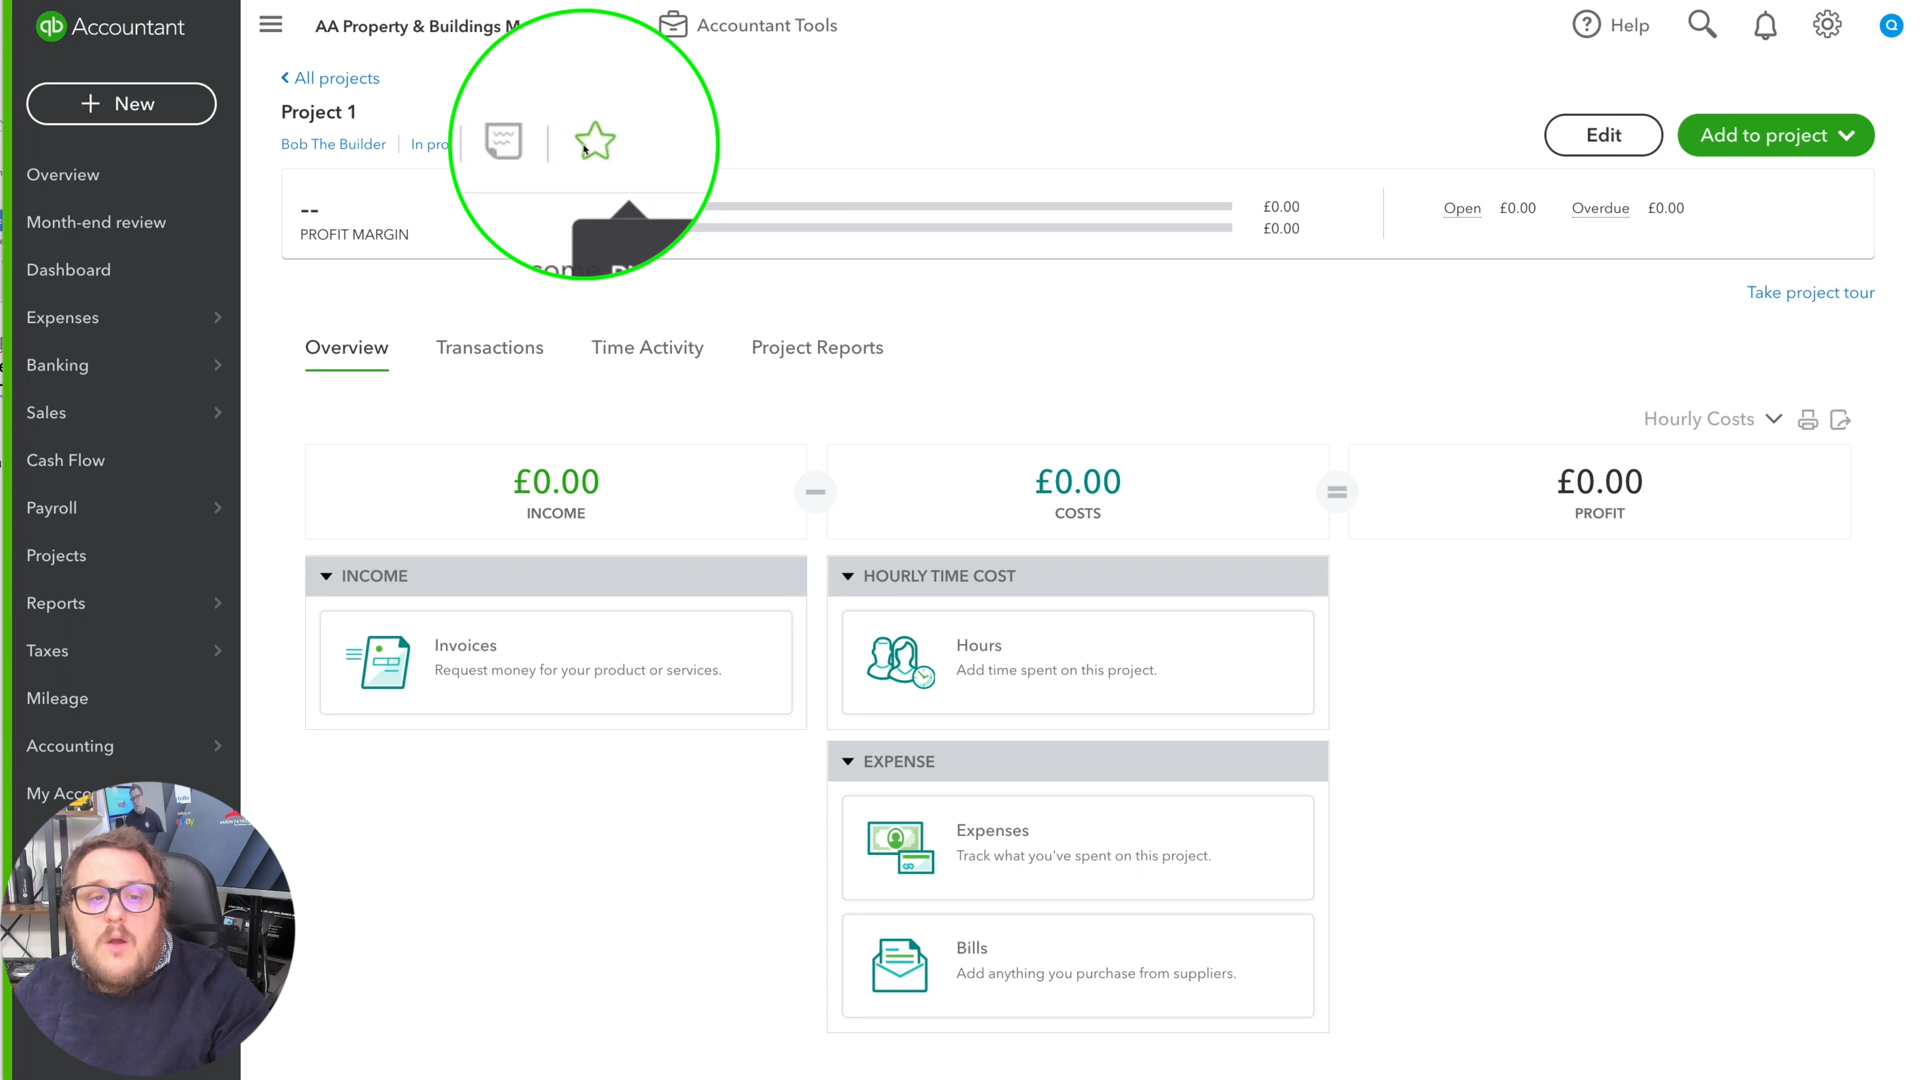 qb Accountant
AA Property & Buildings
Accountant Tools
Help
New
All projects
Project 1
Bob The Builder
In pro
Edit
Add to project
Overview
Month-end review
Dashboard
Expenses
Banking
Sales
Cash Flow
Payroll
Projects
Reports
Taxes
Mileage
Accounting
My Acco
--
PROFIT MARGIN
£0.00
£0.00
Open £0.00 Overdue £0.00
Take project tour
Overview Transactions Time Activity Project Reports
Hourly Costs
£0.00
INCOME
£0.00
COSTS
£0.00
PROFIT
INCOME
Invoices
Request money for your product or services.
HOURLY TIME COST
Hours
Add time spent on this project.
EXPENSE
Expenses
Track what you've spent on this project.
Bills
Add anything you purchase from suppliers.